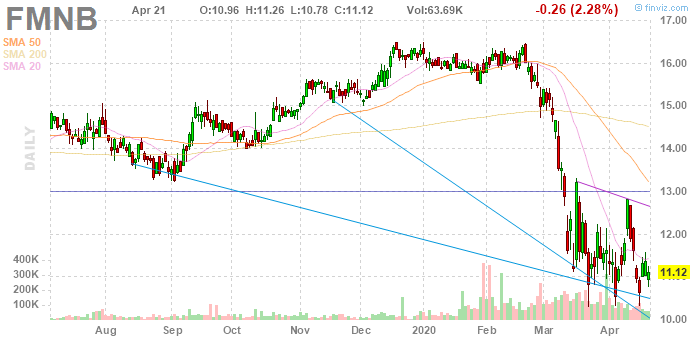 FMNB Apr 21 O:10.96 H:11.26 L:10.78 C:11.12 Vol:63.69K -0.26 (2.28%) finviz.com
SMA 50
SMA 200
SMA 20
DAILY
17.00
16.00
15.00
14.00
13.00
12.00
11.12
10.00
400K
300K
200K
100K
Aug Sep Oct Nov Dec 2020 Feb Mar Apr